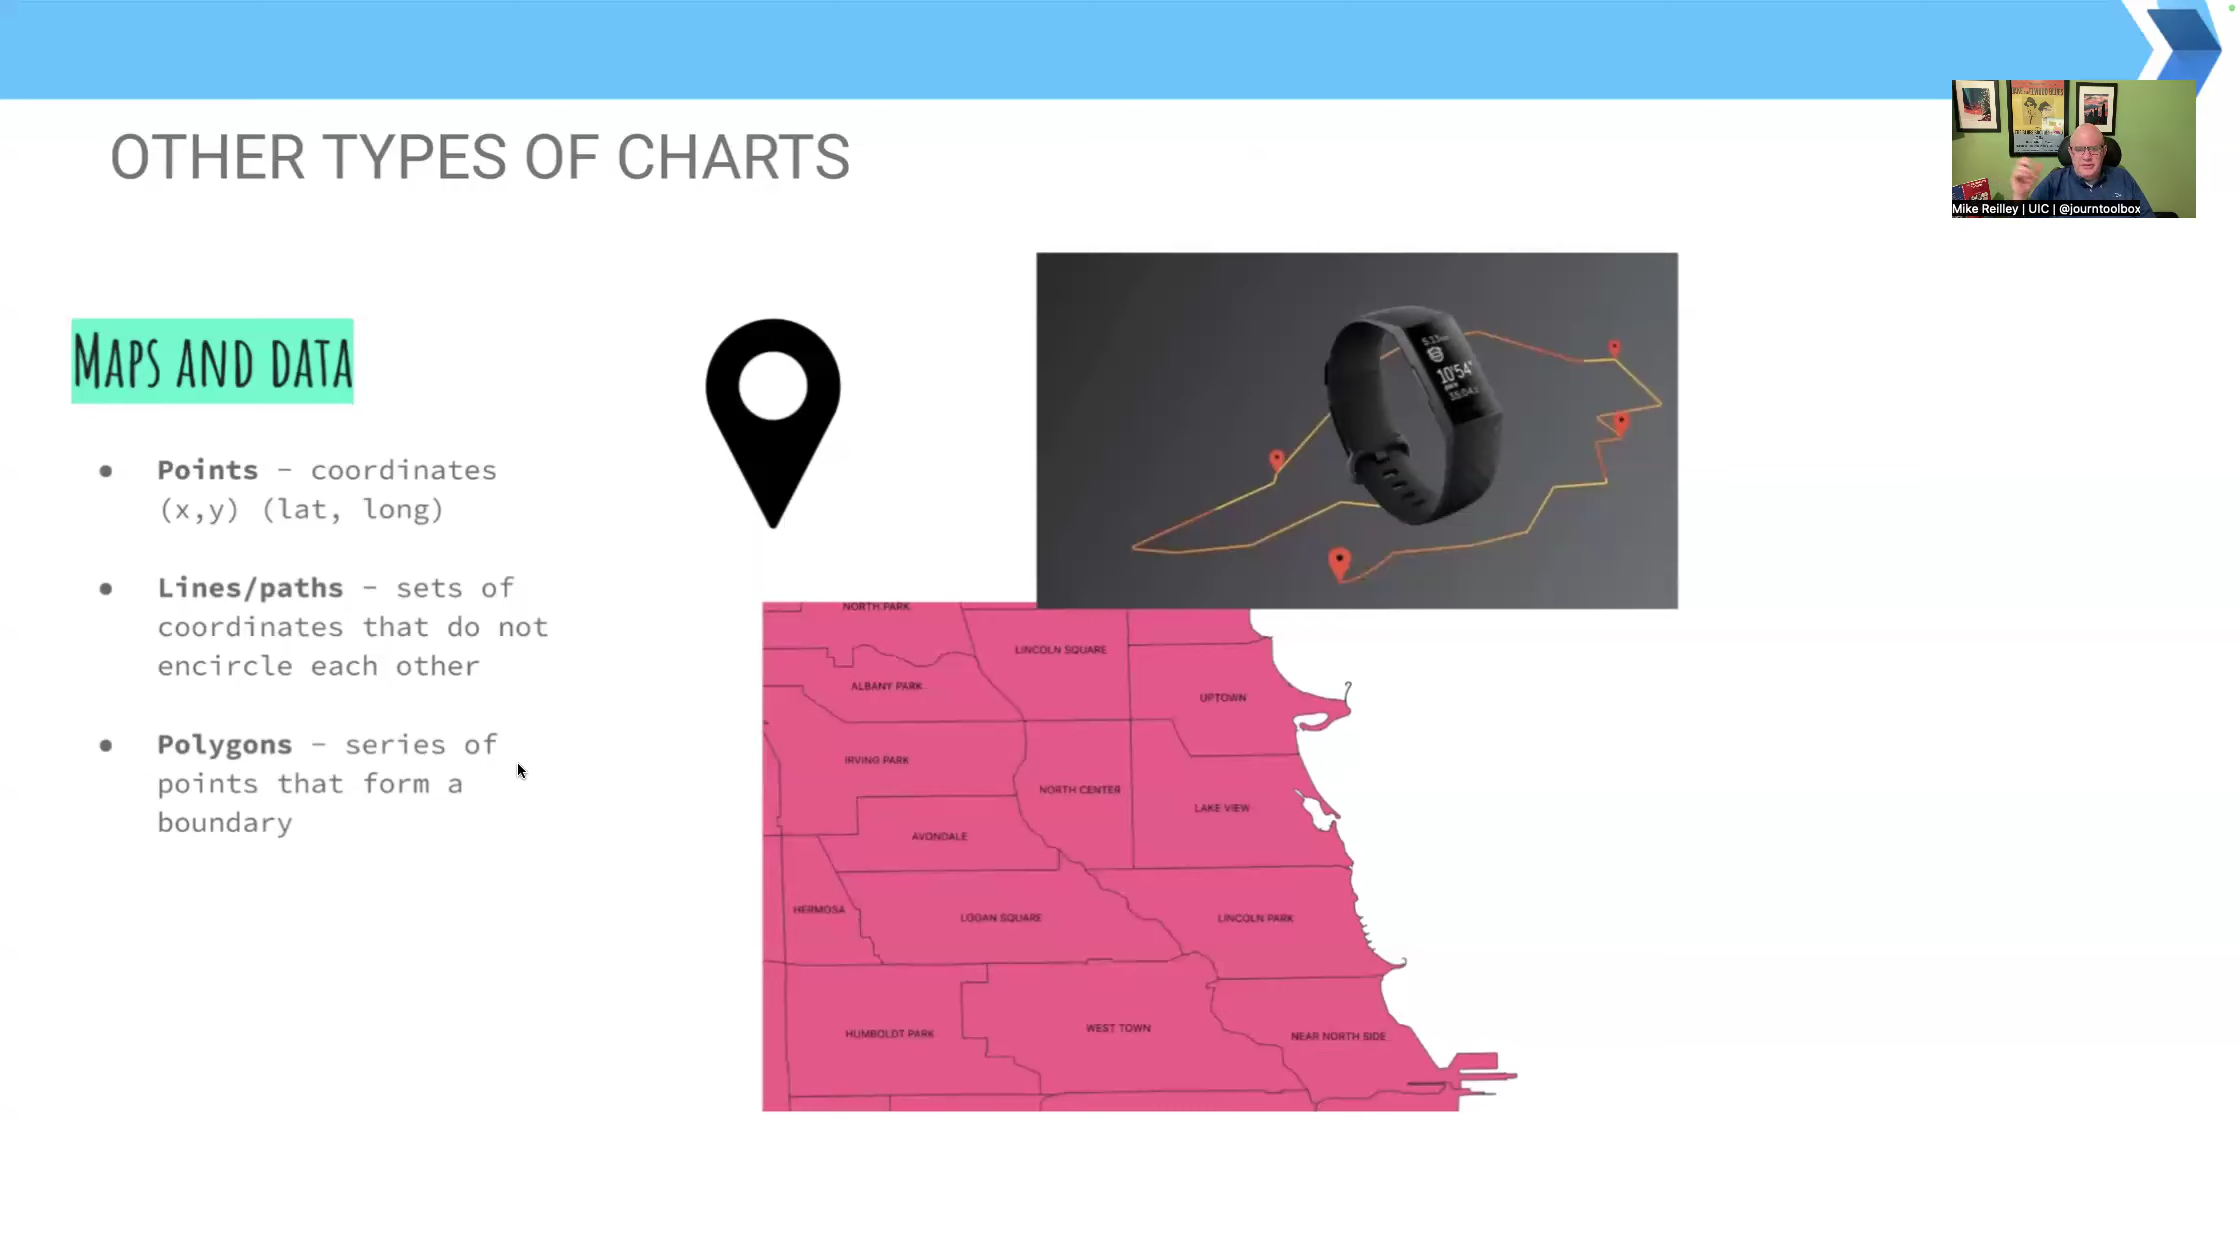 OTHER TYPES OF CHARTS
Mike Reilley | UIC | @journtoolbox
MAPS AND DATA
● Points – coordinates
(x,y) (lat, long)
● Lines/paths – sets of
coordinates that do not
encircle each other
● Polygons – series of
points that form a
boundary
10'54"
NORTH PARK
LINCOLN SQUARE
ALBANY PARK
UPTOWN
IRVING PARK
NORTH CENTER
LAKE VIEW
AVONDALE
HERMOSA
LOGAN SQUARE
LINCOLN PARK
HUMBOLDT PARK
WEST TOWN
NEAR NORTH SIDE